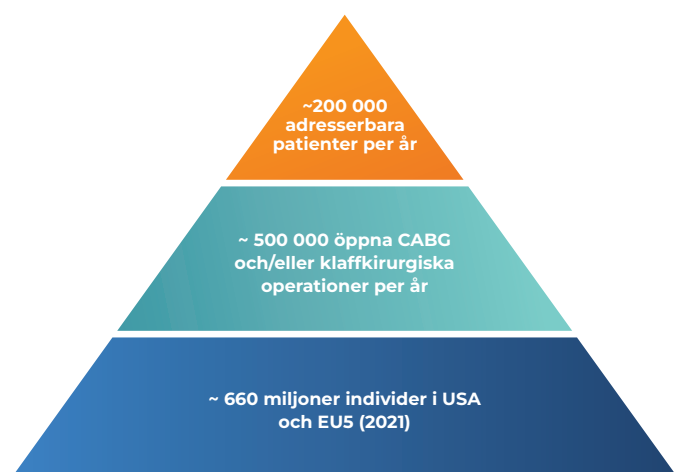 ~200 000
adresserbara
patienter per år
~ 500 000 öppna CABG
och/eller klaffkirurgiska
operationer per år
~ 660 miljoner individer i USA
och EU5 (2021)